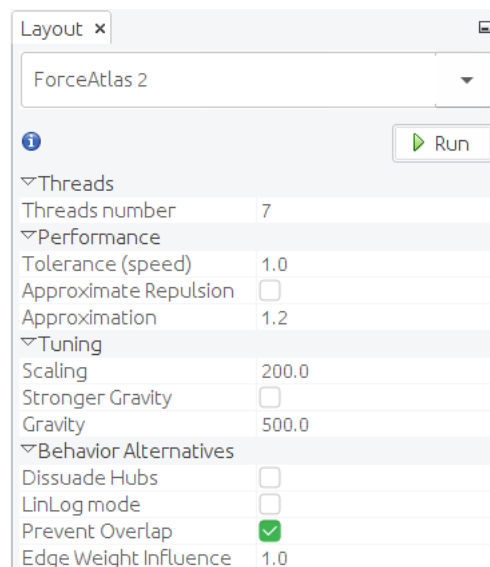 Layout ×
ForceAtlas 2
Run
Threads
Threads number 7
Performance
Tolerance (speed) 1.0
Approximate Repulsion
Approximation 1.2
Tuning
Scaling 200.0
Stronger Gravity
Gravity 500.0
Behavior Alternatives
Dissuade Hubs
LinLog mode
Prevent Overlap
Edge Weight Influence 1.0